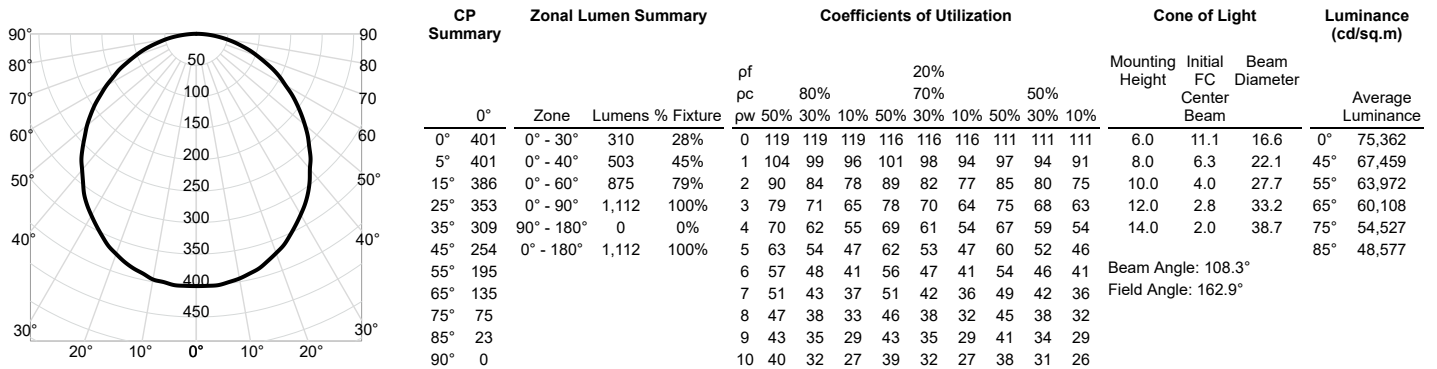 90° 90
80° 80
70° 70
60° 60
50° 50°
40° 40°
30° 30°
20° 10° 0° 10° 20°
50
100
150
200
250
300
350
400
450
CP Summary
0°
0° 401
5° 401
15° 386
25° 353
35° 309
45° 254
55° 195
65° 135
75° 75
85° 23
90° 0
Zonal Lumen Summary
Zone Lumens % Fixture
0° - 30° 310 28%
0° - 40° 503 45%
0° - 60° 875 79%
0° - 90° 1,112 100%
90° - 180° 0 0%
0° - 180° 1,112 100%
Coefficients of Utilization
ρf 20%
ρc 80% 70% 50%
ρw 50% 30% 10% 50% 30% 10% 50% 30% 10%
0 119 119 119 116 116 116 111 111 111
1 104 99 96 101 98 94 97 94 91
2 90 84 78 89 82 77 85 80 75
3 79 71 65 78 70 64 75 68 63
4 70 62 55 69 61 54 67 59 54
5 63 54 47 62 53 47 60 52 46
6 57 48 41 56 47 41 54 46 41
7 51 43 37 51 42 36 49 42 36
8 47 38 33 46 38 32 45 38 32
9 43 35 29 43 35 29 41 34 29
10 40 32 27 39 32 27 38 31 26
Cone of Light
Mounting Height Initial FC Center Beam Beam Diameter
6.0 11.1 16.6
8.0 6.3 22.1
10.0 4.0 27.7
12.0 2.8 33.2
14.0 2.0 38.7
Beam Angle: 108.3°
Field Angle: 162.9°
Luminance
(cd/sq.m)
Average
Luminance
0° 75,362
45° 67,459
55° 63,972
65° 60,108
75° 54,527
85° 48,577